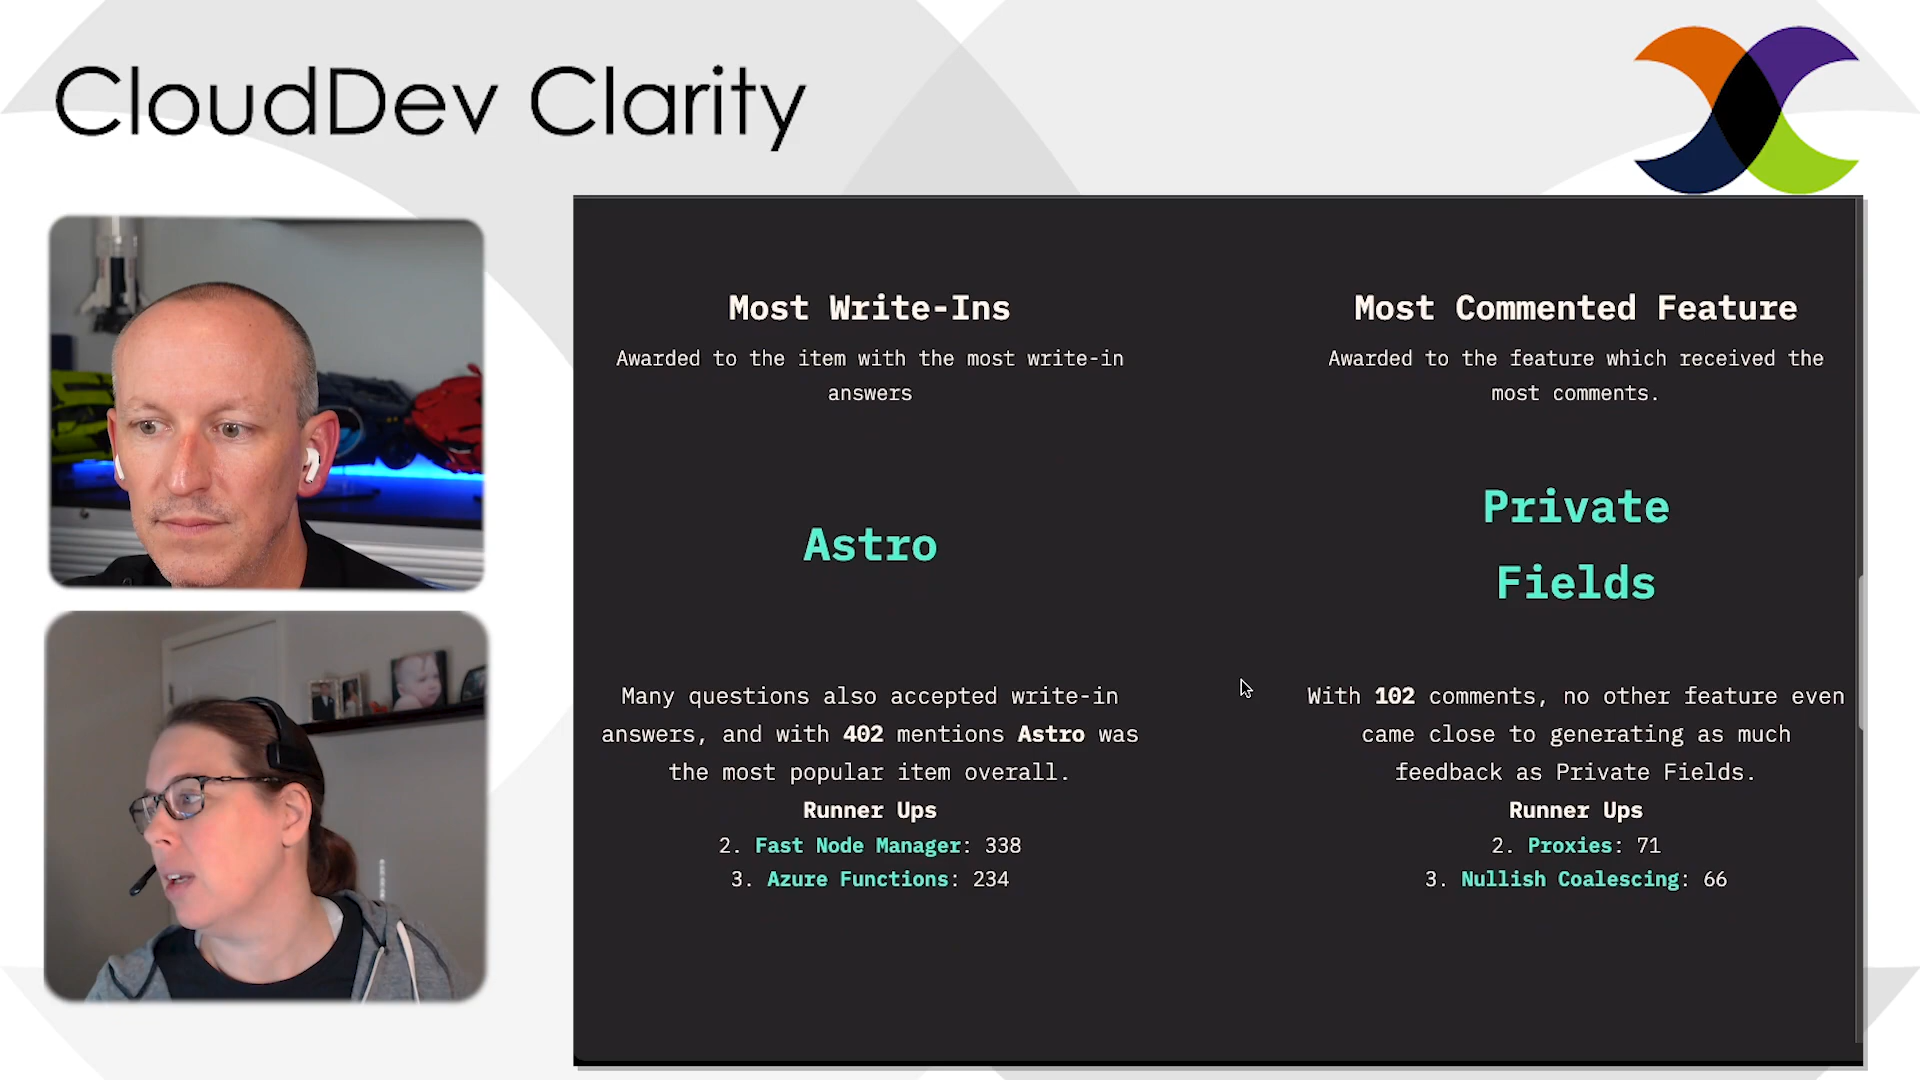 CloudDev Clarity
Most Write-Ins
Awarded to the item with the most write-in
answers
Astro
Many questions also accepted write-in
answers, and with 402 mentions Astro was
the most popular item overall.
Runner Ups
2. Fast Node Manager: 338
3. Azure Functions: 234
Most Commented Feature
Awarded to the feature which received the
most comments.
Private
Fields
With 102 comments, no other feature even
came close to generating as much
feedback as Private Fields.
Runner Ups
2. Proxies: 71
3. Nullish Coalescing: 66